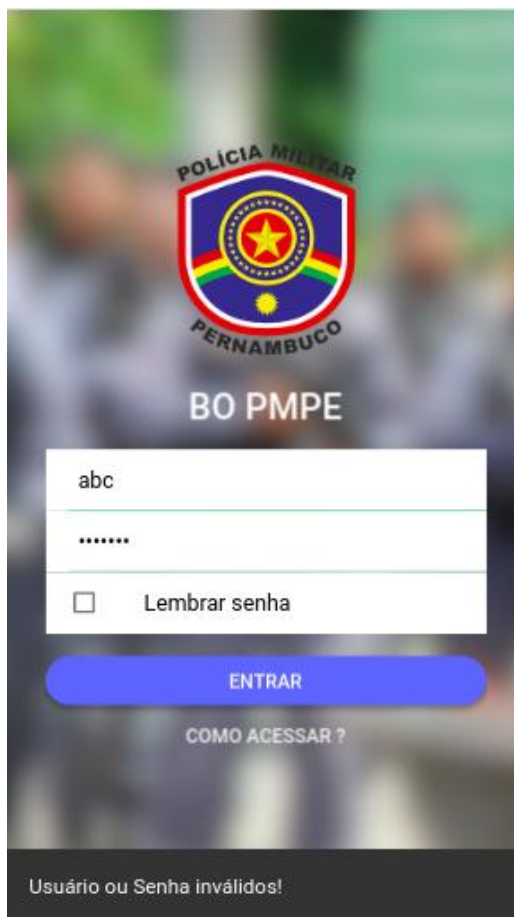 POLÍCIA MILITAR
PERNAMBUCO
BO PMPE
abc
•••••••
Lembrar senha
ENTRAR
COMO ACESSAR ?
Usuário ou Senha inválidos!